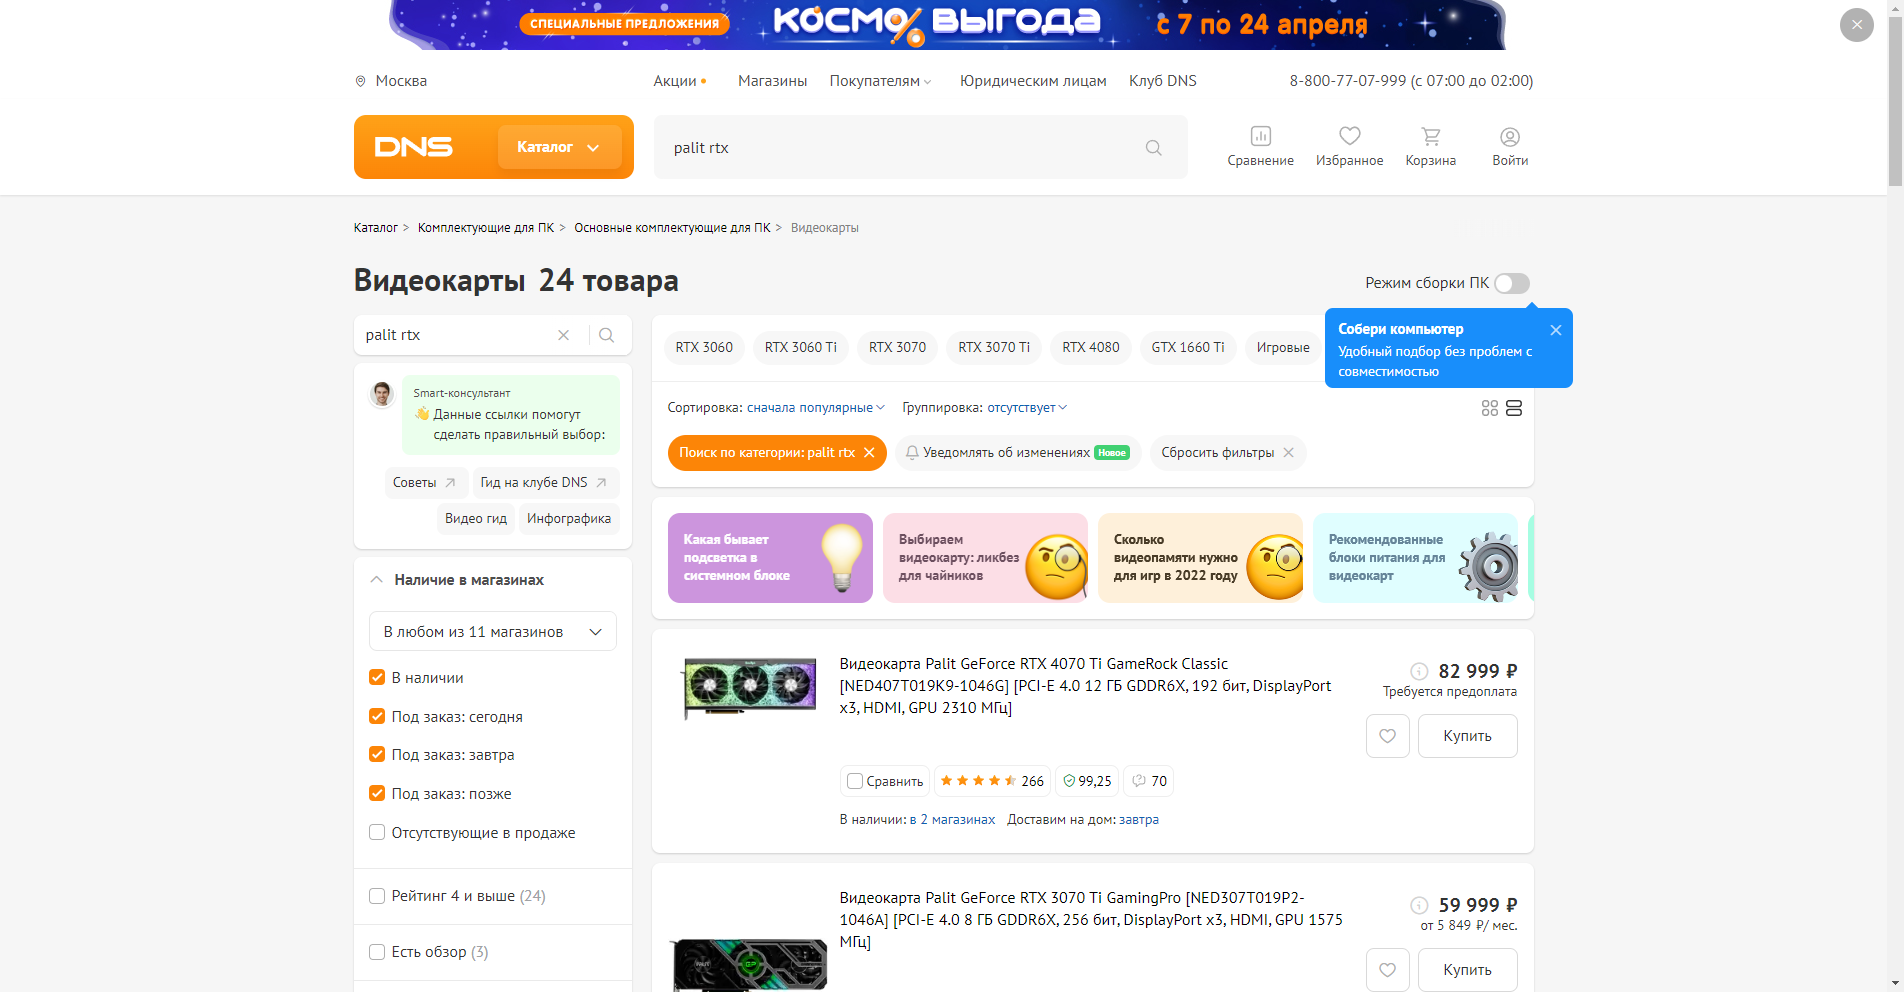 СПЕЦИАЛЬНЫЕ ПРЕДЛОЖЕНИЯ КОСМО% ВЫГОДА с 7 по 24 апреля
Москва Акции Магазины Покупателям Юридическим лицам Клуб DNS 8-800-77-07-999 (с 07:00 до 02:00)
DNS Каталог palit rtx Сравнение Избранное Корзина Войти
Каталог > Комплектующие для ПК > Основные комплектующие для ПК > Видеокарты
Видеокарты 24 товара
Режим сборки ПК
Собери компьютер
Удобный подбор без проблем с
совместимостью
palit rtx
Smart-консультант
👋 Данные ссылки помогут
сделать правильный выбор:
Советы Гид на клубе DNS
Видео гид Инфографика
Наличие в магазинах
В любом из 11 магазинов
В наличии
Под заказ: сегодня
Под заказ: завтра
Под заказ: позже
Отсутствующие в продаже
Рейтинг 4 и выше (24)
Есть обзор (3)
RTX 3060 RTX 3060 Ti RTX 3070 RTX 3070 Ti RTX 4080 GTX 1660 Ti Игровые
Сортировка: сначала популярные Группировка: отсутствует
Поиск по категории: palit rtx Уведомлять об изменениях Новое Сбросить фильтры
Какая бывает
подсветка в
системном блоке
Выбираем
видеокарту: ликбез
для чайников
Сколько
видеопамяти нужно
для игр в 2022 году
Рекомендованные
блоки питания для
видеокарт
Видеокарта Palit GeForce RTX 4070 Ti GameRock Classic
[NED407T019K9-1046G] [PCI-E 4.0 12 ГБ GDDR6X, 192 бит, DisplayPort
x3, HDMI, GPU 2310 МГц]
82 999 ₽
Требуется предоплата
Купить
Сравнить 266 99,25 70
В наличии: в 2 магазинах Доставим на дом: завтра
Видеокарта Palit GeForce RTX 3070 Ti GamingPro [NED307T019P2-
1046A] [PCI-E 4.0 8 ГБ GDDR6X, 256 бит, DisplayPort x3, HDMI, GPU 1575
МГц]
59 999 ₽
от 5 849 ₽/ мес.
Купить